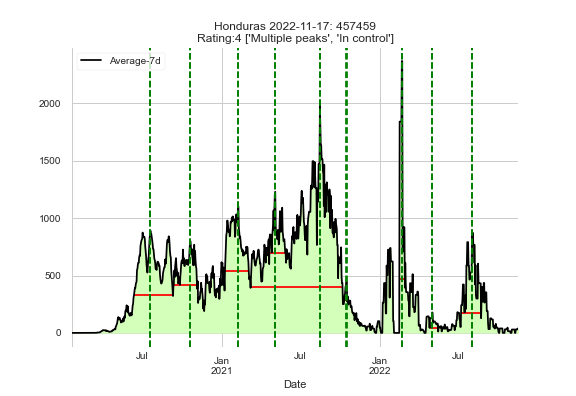 Honduras 2022-11-17: 457459
Rating:4 ['Multiple peaks', 'In control']
Average-7d
2000
1500
1000
500
0
Jul
Jan
2021
Jul
Jan
2022
Jul
Date